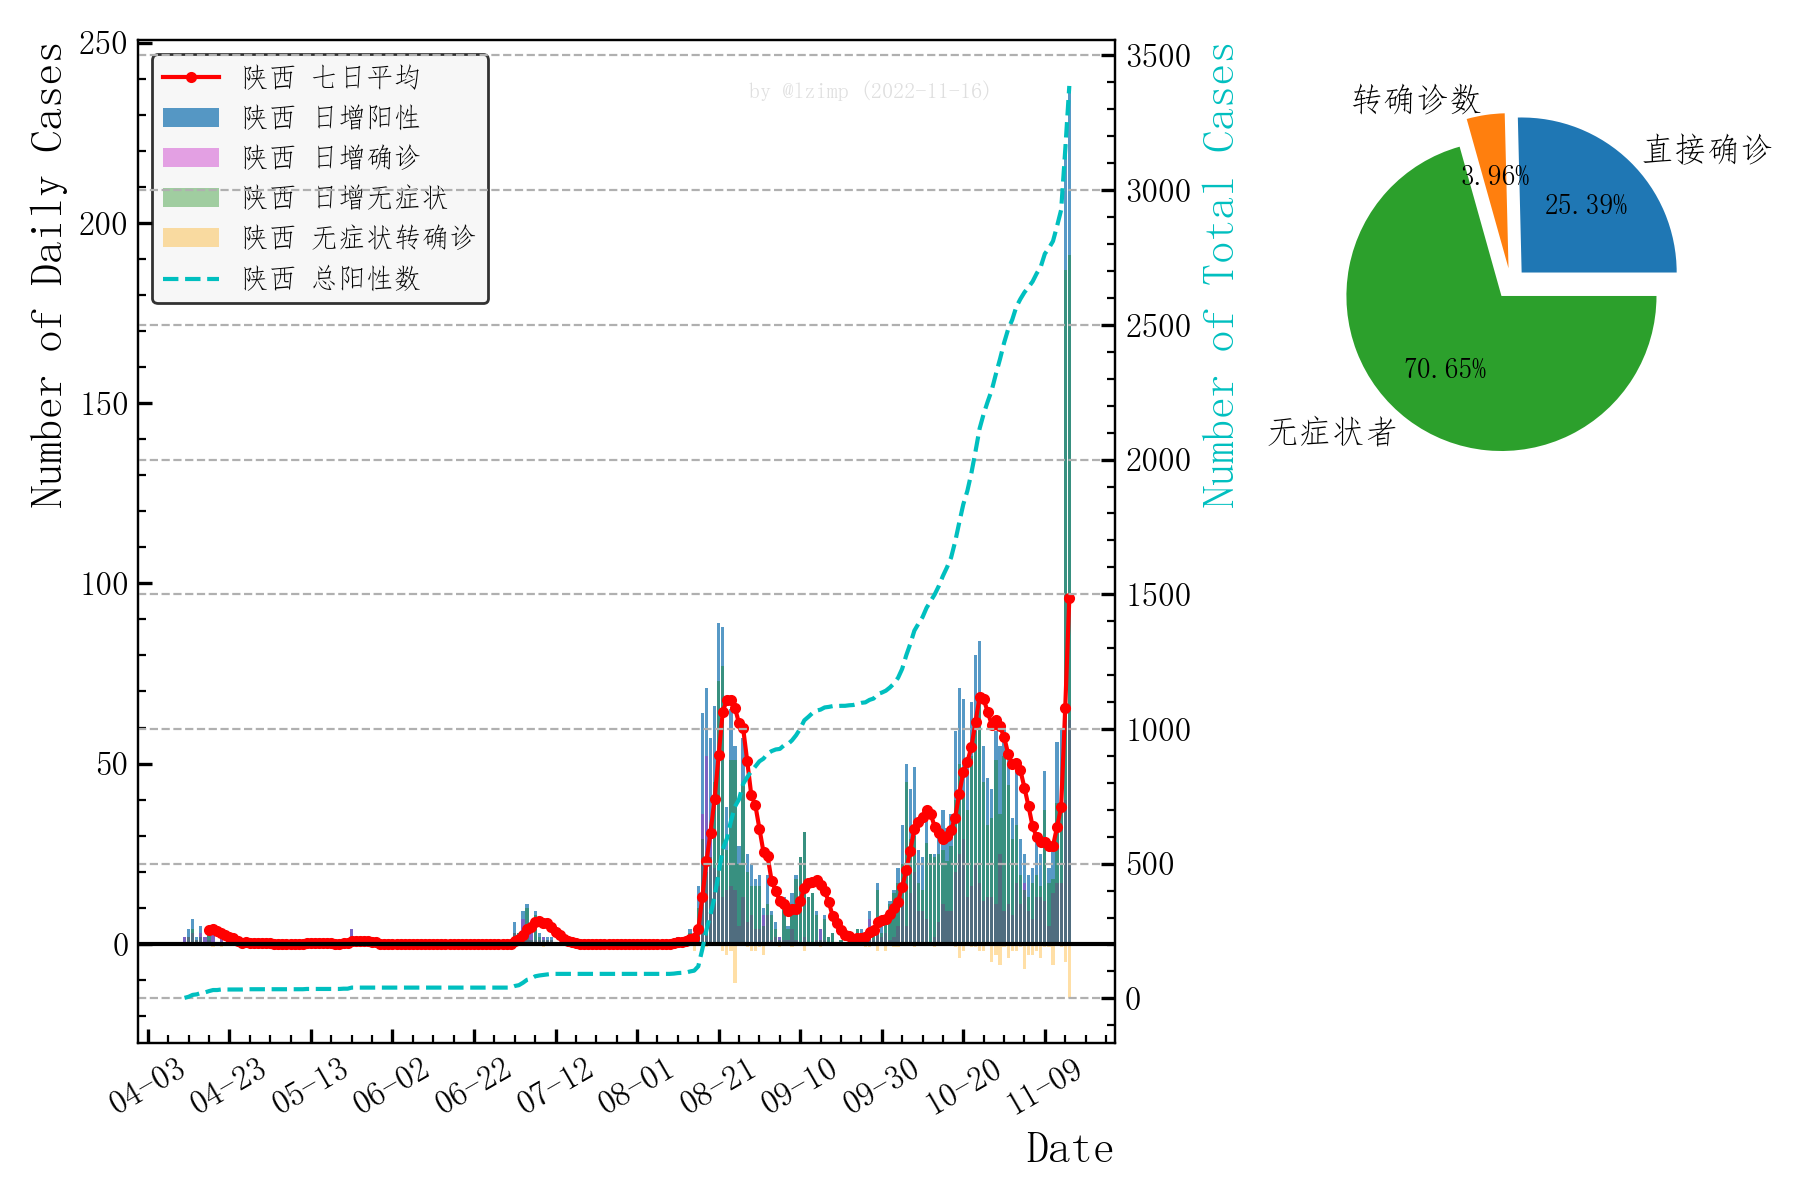 250
200
150
100
50
0
Number of Daily Cases
陕西 七日平均
陕西 日增阳性
陕西 日增确诊
陕西 日增无症状
陕西 无症状转确诊
陕西 总阳性数
by @lzimp (2022-11-16)
3500
3000
2500
2000
1500
1000
500
0
Number of Total Cases
04-03
04-23
05-13
06-02
06-22
07-12
08-01
08-21
09-10
09-30
10-20
11-09
Date
转确诊数
直接确诊
3.96%
25.39%
70.65%
无症状者